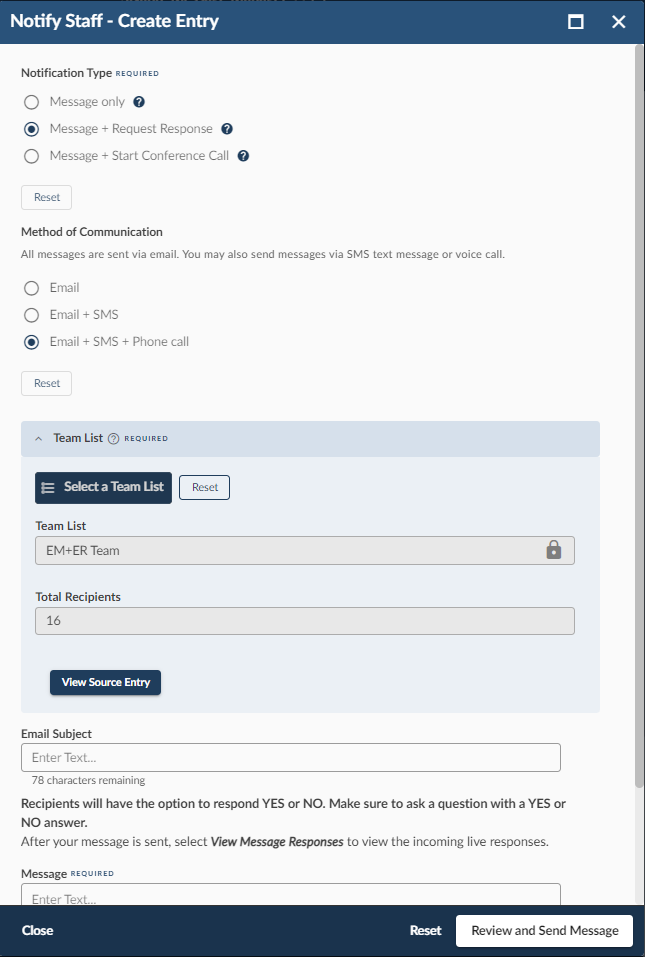 Notify Staff - Create Entry
Notification Type REQUIRED
Message only ?
Message + Request Response ?
Message + Start Conference Call ?
Reset
Method of Communication
All messages are sent via email. You may also send messages via SMS text message or voice call.
Email
Email + SMS
Email + SMS + Phone call
Reset
Team List ? REQUIRED
Select a Team List Reset
Team List
EM+ER Team
Total Recipients
16
View Source Entry
Email Subject
Enter Text...
78 characters remaining
Recipients will have the option to respond YES or NO. Make sure to ask a question with a YES or
NO answer.
After your message is sent, select View Message Responses to view the incoming live responses.
Message REQUIRED
Enter Text...
Close Reset Review and Send Message